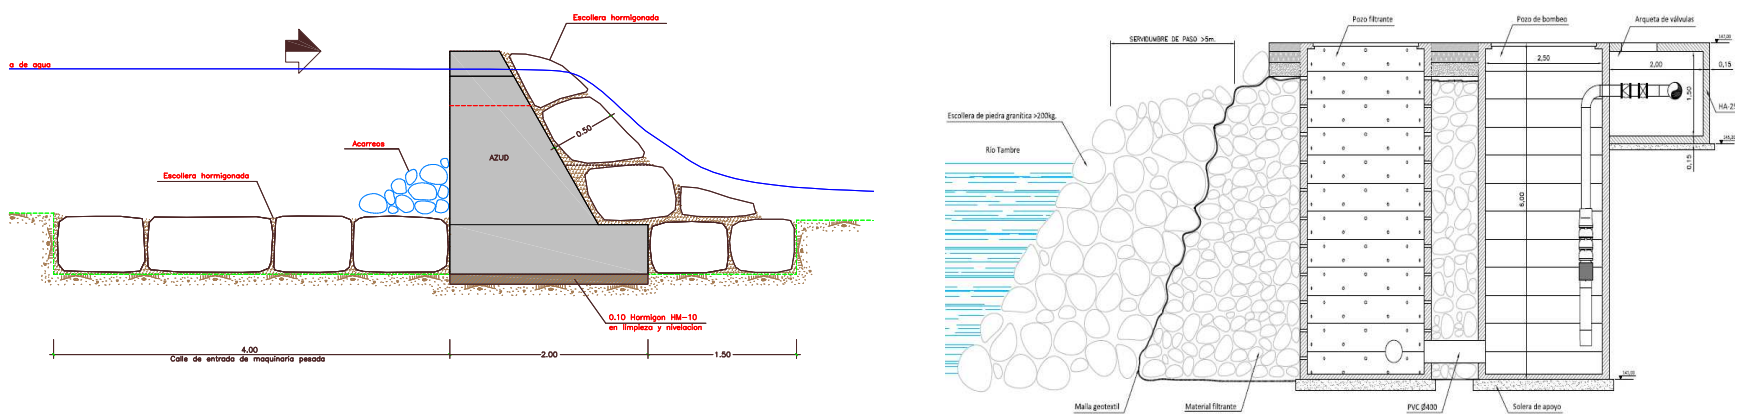 Escollera hormigonada
a de agua
0.50
AZUD
Acarreos
Escollera hormigonada
0.10 Hormigon HM-10
en limpieza y nivelacion
4.00
Calle de entrada de maquinaria pesada
2.00
1.50
Pozo filtrante
Pozo de bombeo
Arqueta de válvulas
SERVIDUMBRE DE PASO >5m.
2,50
2,00
0,15
1,50
HA-25
Escollera de piedra granítica >200kg.
Río Tambre
0,15
6,00
Malla geotextil
Material filtrante
PVC Ø400
Solera de apoyo